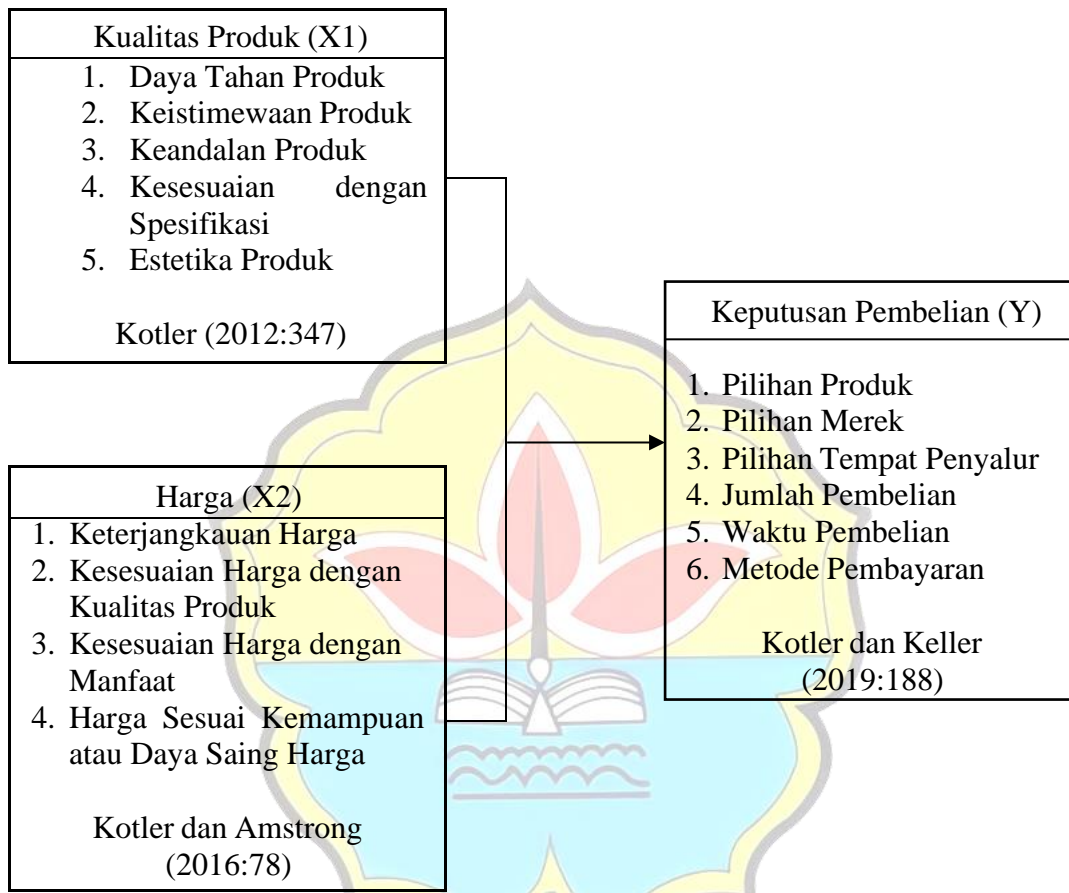 Kualitas Produk (X1)
1. Daya Tahan Produk
2. Keistimewaan Produk
3. Keandalan Produk
4. Kesesuaian dengan
Spesifikasi
5. Estetika Produk
Kotler (2012:347)
Harga (X2)
1. Keterjangkauan Harga
2. Kesesuaian Harga dengan
Kualitas Produk
3. Kesesuaian Harga dengan
Manfaat
4. Harga Sesuai Kemampuan
atau Daya Saing Harga
Kotler dan Amstrong
(2016:78)
Keputusan Pembelian (Y)
1. Pilihan Produk
2. Pilihan Merek
3. Pilihan Tempat Penyalur
4. Jumlah Pembelian
5. Waktu Pembelian
6. Metode Pembayaran
Kotler dan Keller
(2019:188)